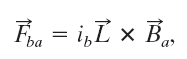 F⃗_ba = i_b L⃗ × B⃗_a,